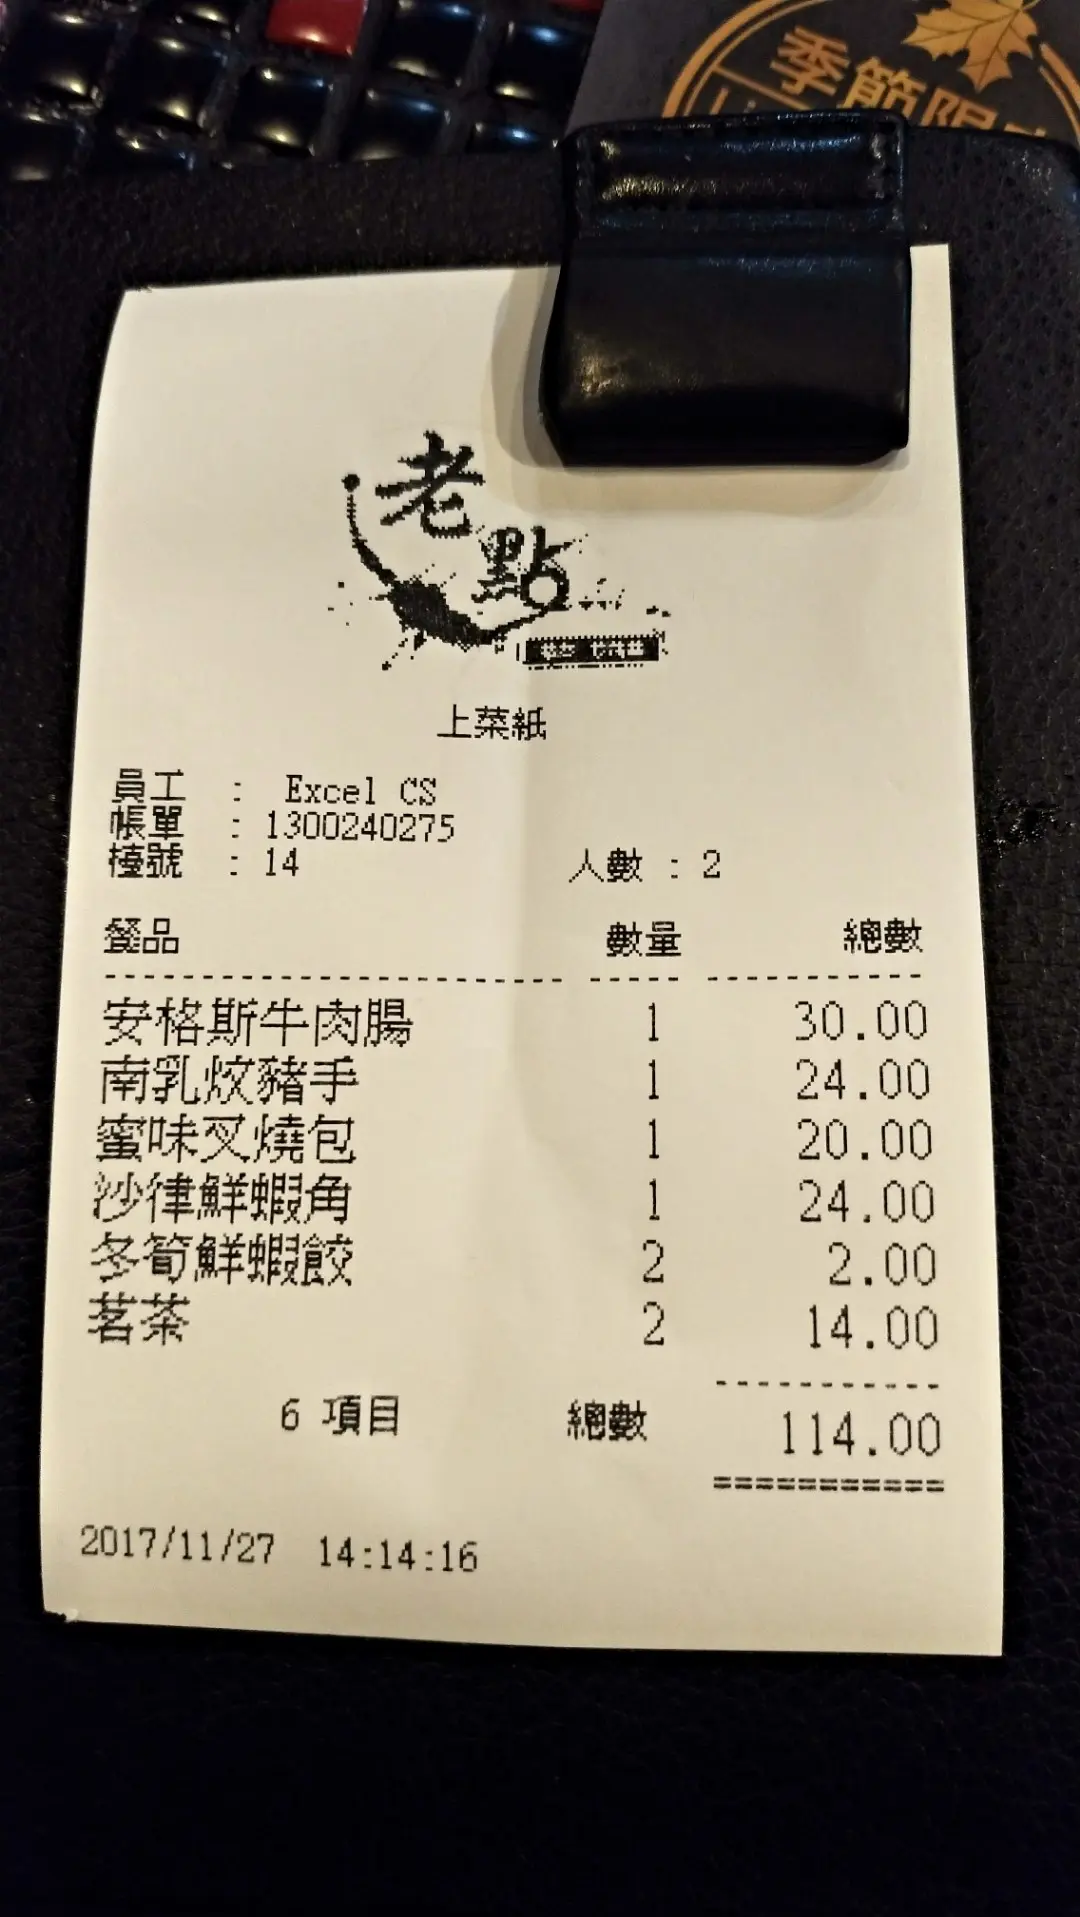 季節限
老
點
上菜紙
員工 : Excel CS
帳單 : 1300240275
檯號 : 14 人數 : 2
餐品 數量 總數
安格斯牛肉腸 1 30.00
南乳炆豬手 1 24.00
蜜味叉燒包 1 20.00
沙律鮮蝦角 1 24.00
冬筍鮮蝦餃 2 2.00
茗茶 2 14.00
6 項目 總數 114.00
2017/11/27 14:14:16